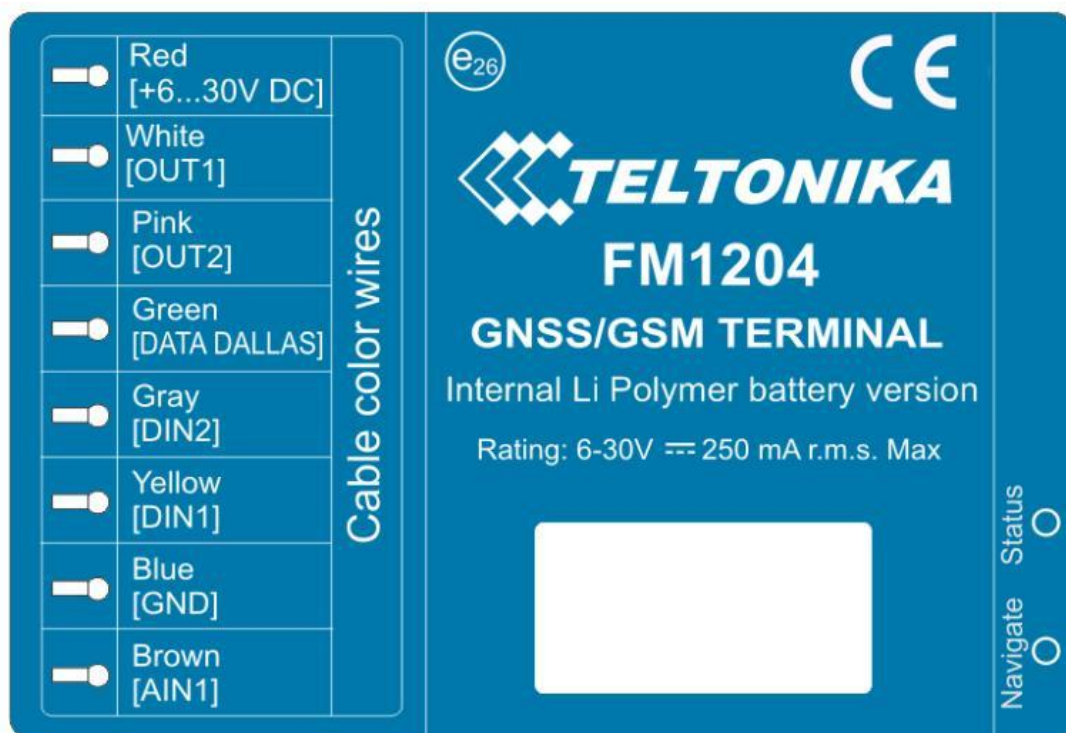 Red
[+6...30V DC]
White
[OUT1]
Pink
[OUT2]
Green
[DATA DALLAS]
Gray
[DIN2]
Yellow
[DIN1]
Blue
[GND]
Brown
[AIN1]
Cable color wires
e26
CE
TELTONIKA
FM1204
GNSS/GSM TERMINAL
Internal Li Polymer battery version
Rating: 6-30V ⎓ 250 mA r.m.s. Max
Status
Navigate